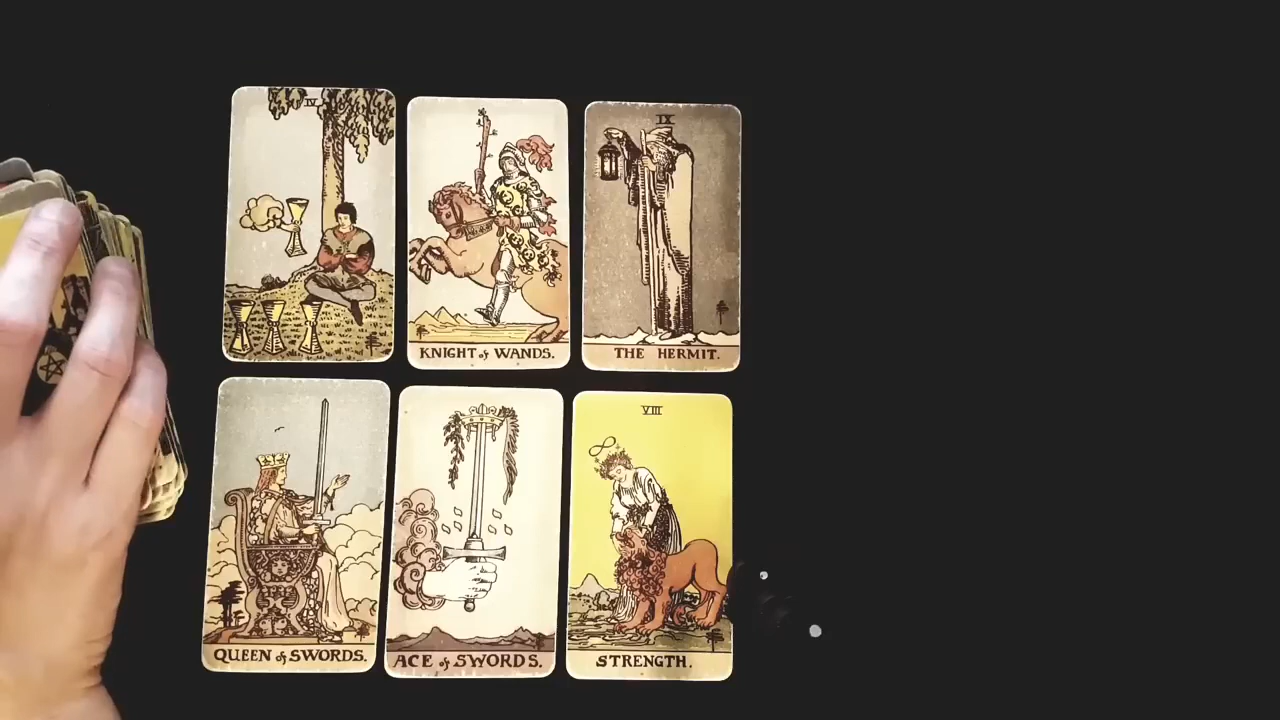 IV
KNIGHT of WANDS.
IX
THE HERMIT.
QUEEN of SWORDS.
ACE of SWORDS.
VIII
STRENGTH.